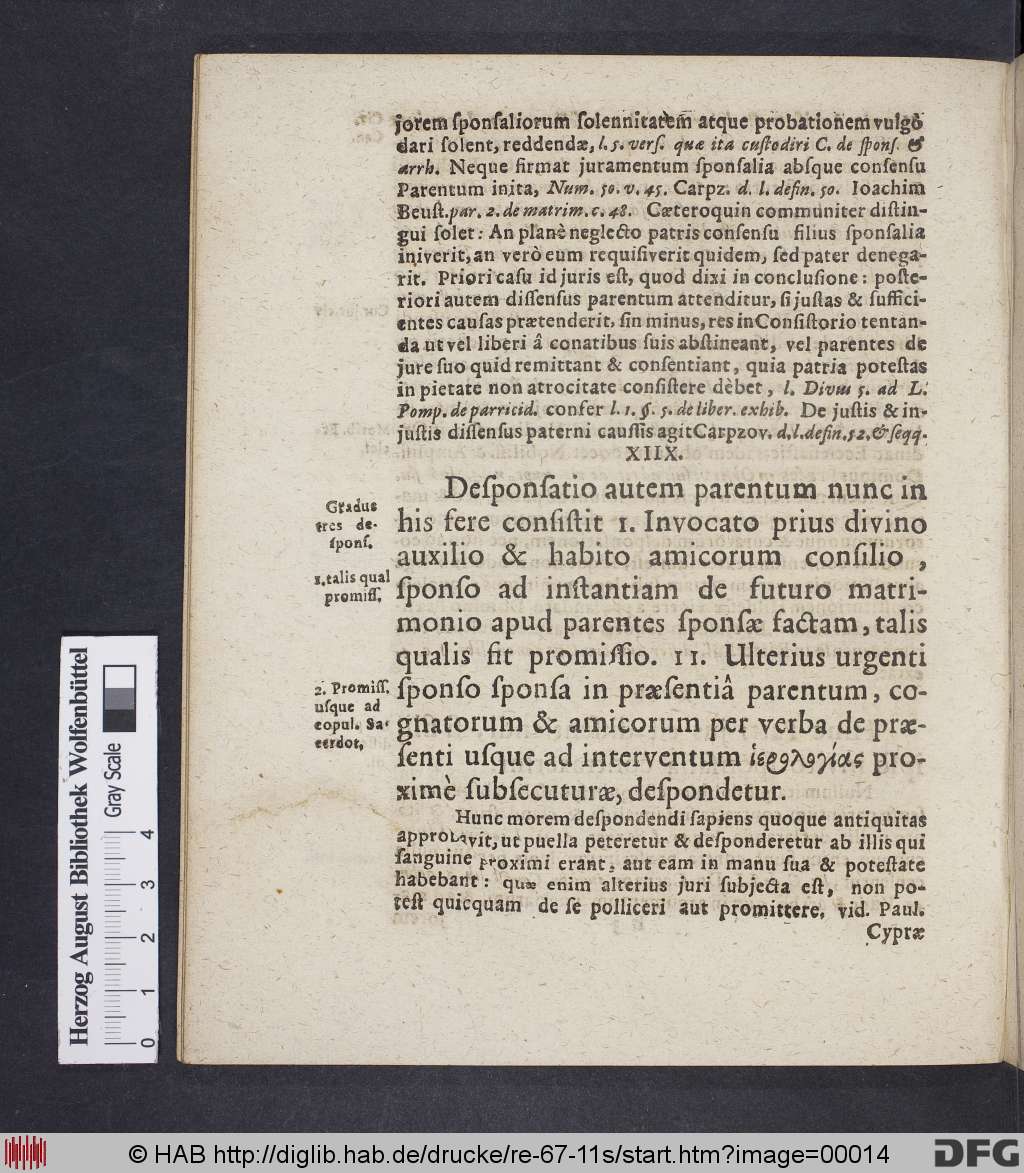 jorem ſponſaliorum ſolennitatem atque probationem vulgò
dari ſolent, reddendæ, l. 5. verſ. quæ ita cuſtodiri C. de ſponſ. &
arrh. Neque firmat juramentum ſponſalia abſque conſenſu
Parentum inita, Num. 30. v. 45. Carpz. d. l. defin. 50. Ioachim
Beuſt. par. 2. de matrim. c. 48. Cæteroquin communiter diſtin-
gui ſolet: An planè neglecto patris conſenſu filius ſponſalia
iniverit, an verò eum requiſiverit quidem, ſed pater denega-
rit. Priori caſu id juris eſt, quod dixi in concluſione: poſte-
riori autem diſſenſus parentum attenditur, ſi juſtas & ſuffici-
entes cauſas prætenderit, ſin minus, res in Conſiſtorio tentan-
da ut vel liberi â conatibus ſuis abſtineant, vel parentes de
jure ſuo quid remittant & conſentiant, quia patria poteſtas
in pietate non atrocitate conſiſtere dèbet, l. Divus 5. ad L.
Pomp. de parricid. confer l. 1. §. 5. de liber. exhib. De juſtis & in-
juſtis diſſenſus paterni cauſſis agit Carpzov. d. l. defin. 52. & ſeqq.
XIIX.
Deſponſatio autem parentum nunc in
Gradus
tres de-
ſponſ.
his fere conſiſtit 1. Invocato prius divino
auxilio & habito amicorum conſilio,
1. talis qual
promiſſ.
ſponſo ad inſtantiam de futuro matri-
monio apud parentes ſponſæ factam, talis
qualis fit promiſſio. 11. Ulterius urgenti
2. Promiſſ.
uſque ad
copul. Sa-
cerdot.
ſponſo ſponſa in præſentiâ parentum, co-
gnatorum & amicorum per verba de præ-
ſenti uſque ad interventum ἱερολογίας pro-
ximè ſubſecuturæ, deſpondetur.
Hunc morem deſpondendi ſapiens quoque antiquitas
approbavit, ut puella peteretur & deſponderetur ab illis qui
ſanguine proximi erant, aut eam in manu ſua & poteſtate
habebant: quæ enim alterius juri ſubjecta eſt, non po-
teſt quicquam de ſe polliceri aut promittere, vid. Paul.
Cypræ
Herzog August Bibliothek Wolfenbüttel
Gray Scale
0 1 2 3 4
© HAB http://diglib.hab.de/drucke/re-67-11s/start.htm?image=00014
DFG